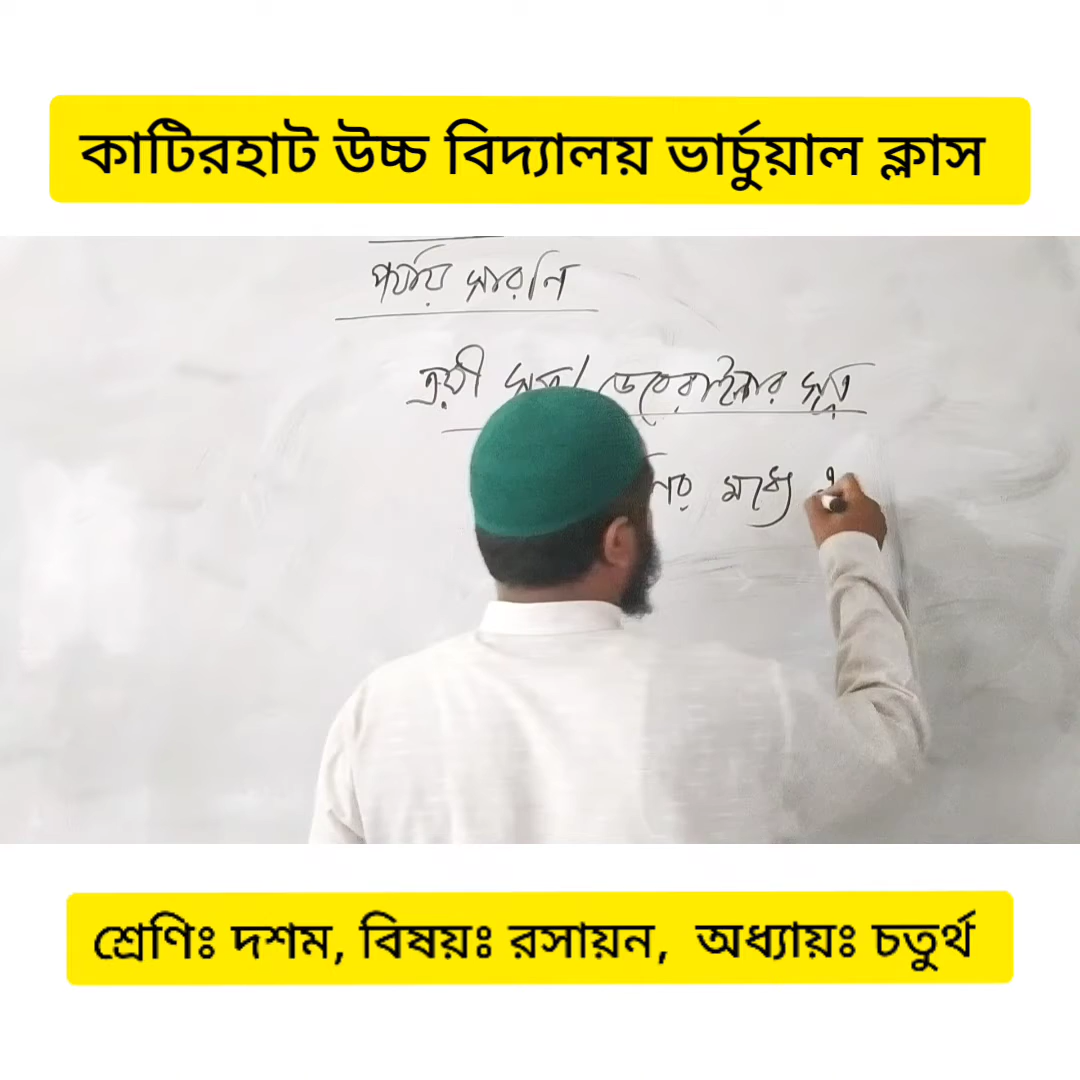 কাটিরহাট উচ্চ বিদ্যালয় ভার্চুয়াল ক্লাস
পর্যায় সারণি
ত্রয়ী সূত্র/ ডোবেরাইনার সূত্র
মধ্যে
শ্রেণিঃ দশম, বিষয়ঃ রসায়ন, অধ্যায়ঃ চতুর্থ